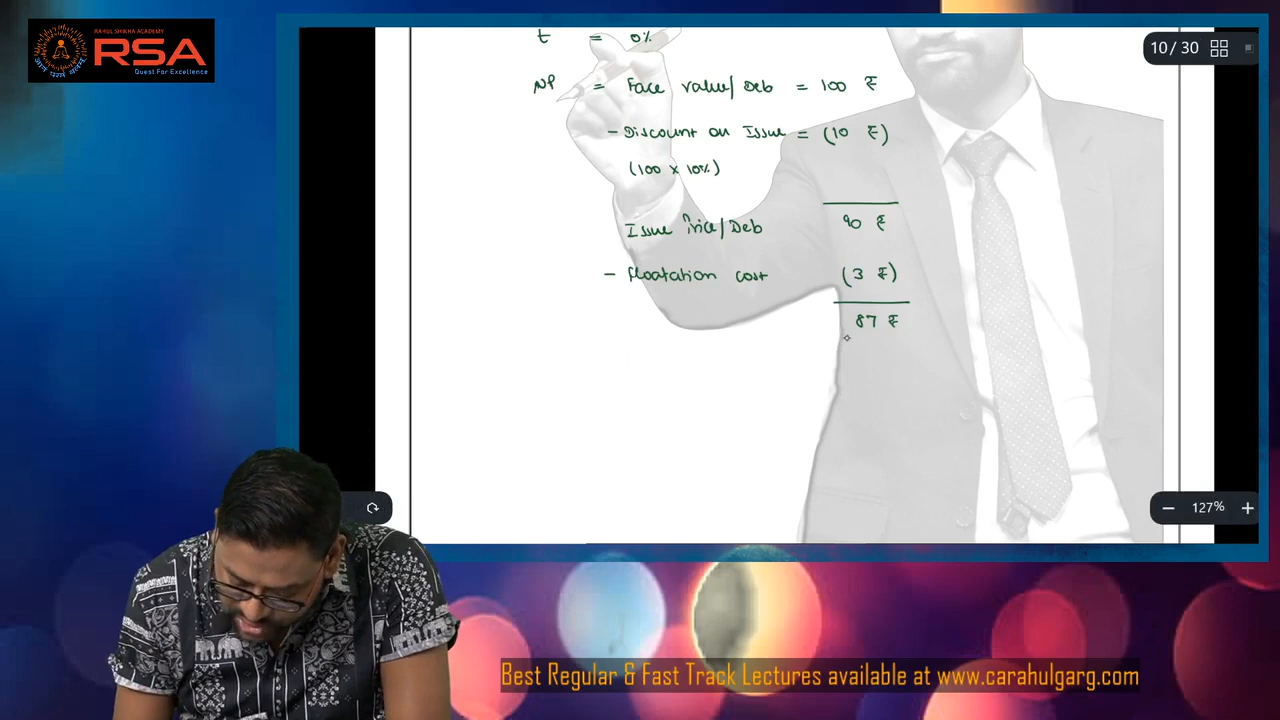 RAHUL SHIKHA ACADEMY
RSA
Quest For Excellence
10 / 30
t = 0%
NP = Face value/Deb = 100 ₹
- Discount on Issue = (10 ₹)
(100 x 10%)
Issue Price/Deb 90 ₹
- floatation cost (3 ₹)
87 ₹
127%
Best Regular & Fast Track Lectures available at www.carahulgarg.com